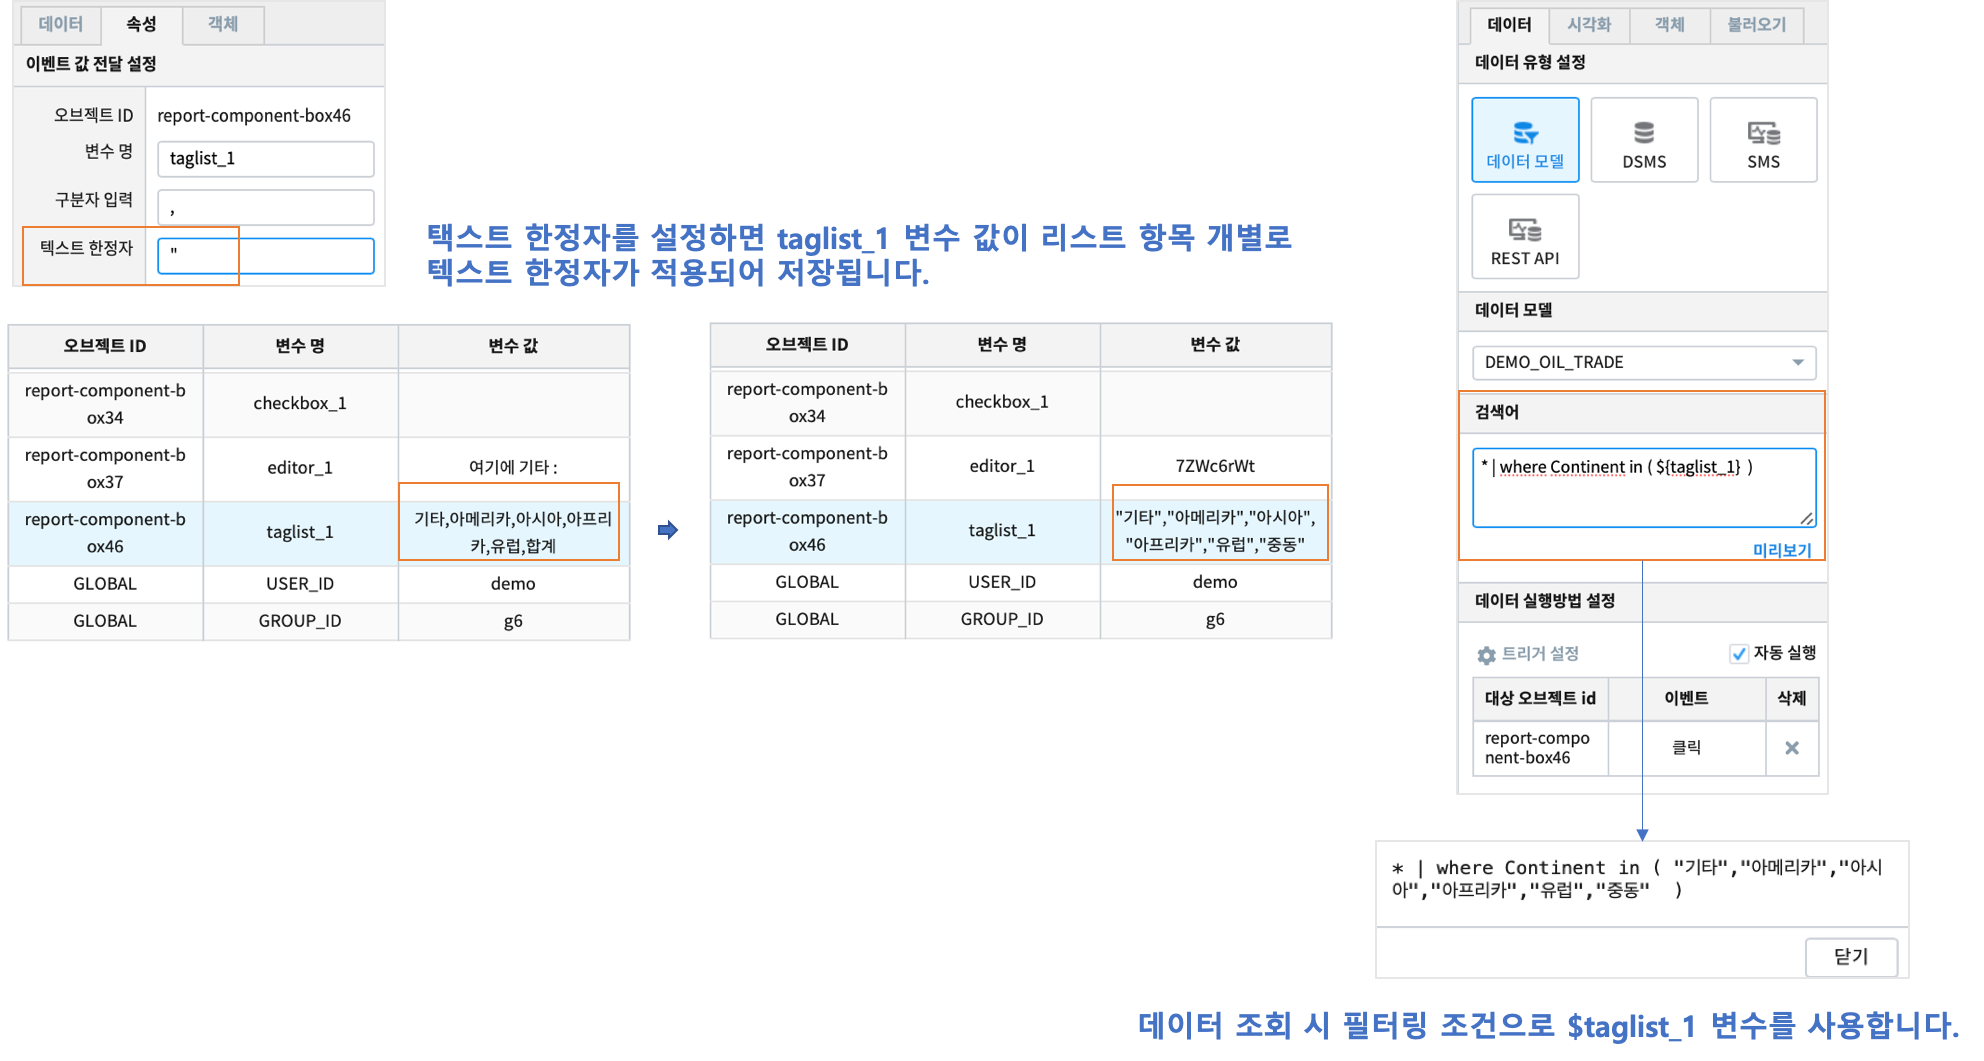 데이터 속성 객체
이벤트 값 전달 설정
오브젝트 ID report-component-box46
변수 명 taglist_1
구분자 입력 ,
텍스트 한정자 "
택스트 한정자를 설정하면 taglist_1 변수 값이 리스트 항목 개별로
텍스트 한정자가 적용되어 저장됩니다.
오브젝트 ID 변수 명 변수 값
report-component-b
ox34
checkbox_1
report-component-b
ox37
editor_1
여기에 기타 :
report-component-b
ox46
taglist_1
기타,아메리카,아시아,아프리
카,유럽,합계
GLOBAL USER_ID demo
GLOBAL GROUP_ID g6
오브젝트 ID 변수 명 변수 값
report-component-b
ox34
checkbox_1
report-component-b
ox37
editor_1
7ZWc6rWt
report-component-b
ox46
taglist_1
"기타","아메리카","아시아",
"아프리카","유럽","중동"
GLOBAL USER_ID demo
GLOBAL GROUP_ID g6
데이터 시각화 객체 불러오기
데이터 유형 설정
데이터 모델 DSMS SMS
REST API
데이터 모델
DEMO_OIL_TRADE
검색어
* | where Continent in ( ${taglist_1} )
미리보기
데이터 실행방법 설정
트리거 설정 자동 실행
대상 오브젝트 id 이벤트 삭제
report-compo
nent-box46
클릭
* | where Continent in ( "기타","아메리카","아시
아","아프리카","유럽","중동" )
닫기
데이터 조회 시 필터링 조건으로 $taglist_1 변수를 사용합니다.